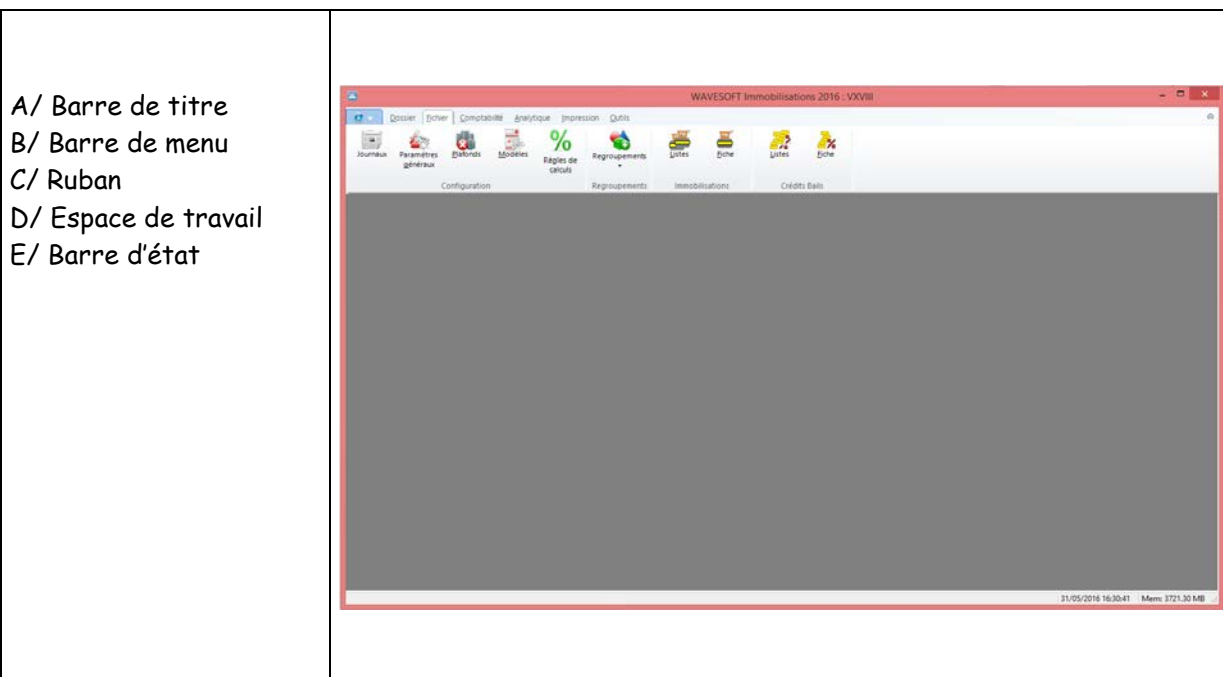 A/ Barre de titre
B/ Barre de menu
C/ Ruban
D/ Espace de travail
E/ Barre d'état
WAVESOFT Immobilisations 2016 : VXVIII
Dossier Fichier Comptabilité Analytique Impression Outils
Journaux Paramètres généraux Plafonds Modèles % Règles de calculs Regroupements Listes Fiche Listes Fiche
Configuration Regroupements Immobilisations Crédits Bails
31/05/2016 16:30:41 Mem: 3721.30 MB